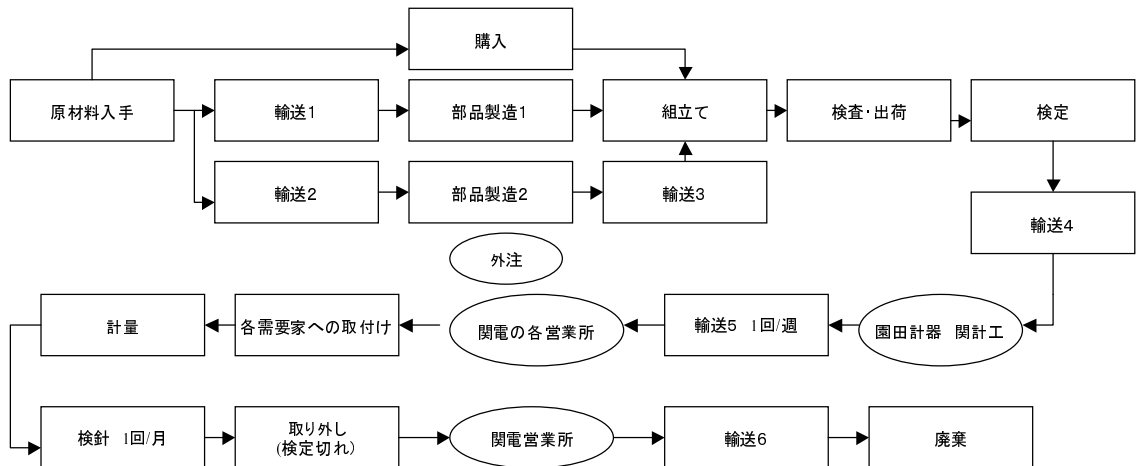 購入
原材料入手
輸送1
部品製造1
組立て
検査・出荷
検定
輸送2
部品製造2
輸送3
輸送4
外注
計量
各需要家への取付け
関電の各営業所
輸送5 1回/週
園田計器 関計工
検針 1回/月
取り外し
(検定切れ)
関電営業所
輸送6
廃棄